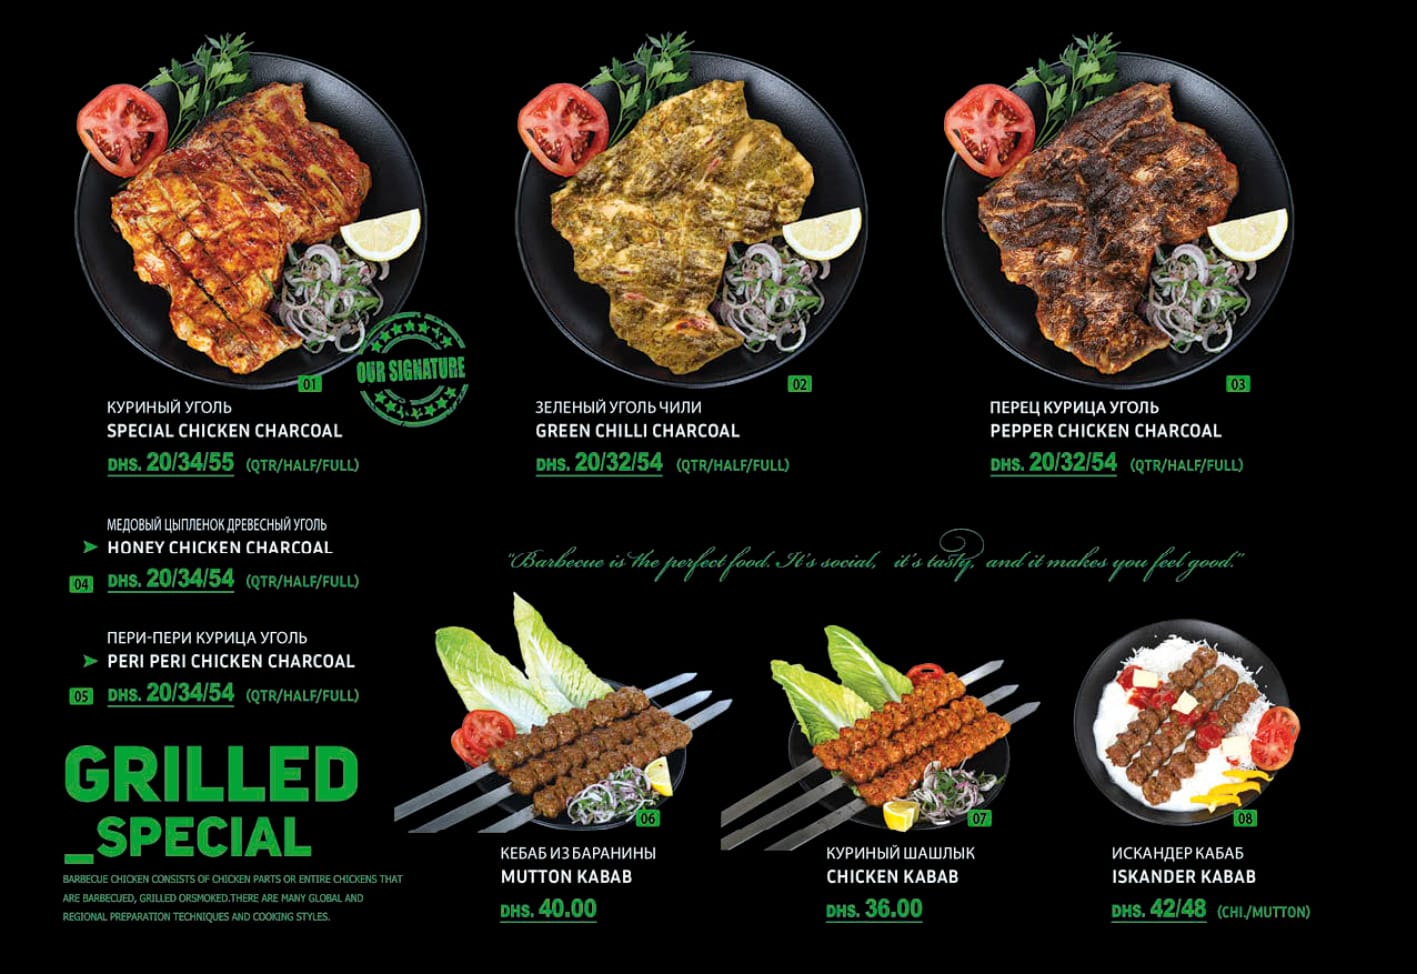 01
OUR SIGNATURE
КУРИНЫЙ УГОЛЬ
SPECIAL CHICKEN CHARCOAL
DHS. 20/34/55 (QTR/HALF/FULL)
02
ЗЕЛЕНЫЙ УГОЛЬ ЧИЛИ
GREEN CHILLI CHARCOAL
DHS. 20/32/54 (QTR/HALF/FULL)
03
ПЕРЕЦ КУРИЦА УГОЛЬ
PEPPER CHICKEN CHARCOAL
DHS. 20/32/54 (QTR/HALF/FULL)
МЕДОВЫЙ ЦЫПЛЕНОК ДРЕВЕСНЫЙ УГОЛЬ
HONEY CHICKEN CHARCOAL
04 DHS. 20/34/54 (QTR/HALF/FULL)
ПЕРИ-ПЕРИ КУРИЦА УГОЛЬ
PERI PERI CHICKEN CHARCOAL
05 DHS. 20/34/54 (QTR/HALF/FULL)
"Barbecue is the perfect food. It's social, it's tasty, and it makes you feel good."
GRILLED
_SPECIAL
BARBECUE CHICKEN CONSISTS OF CHICKEN PARTS OR ENTIRE CHICKENS THAT
ARE BARBECUED, GRILLED ORSMOKED.THERE ARE MANY GLOBAL AND
REGIONAL PREPARATION TECHNIQUES AND COOKING STYLES.
06
КЕБАБ ИЗ БАРАНИНЫ
MUTTON KABAB
DHS. 40.00
07
КУРИНЫЙ ШАШЛЫК
CHICKEN KABAB
DHS. 36.00
08
ИСКАНДЕР КАБАБ
ISKANDER KABAB
DHS. 42/48 (CHI./MUTTON)